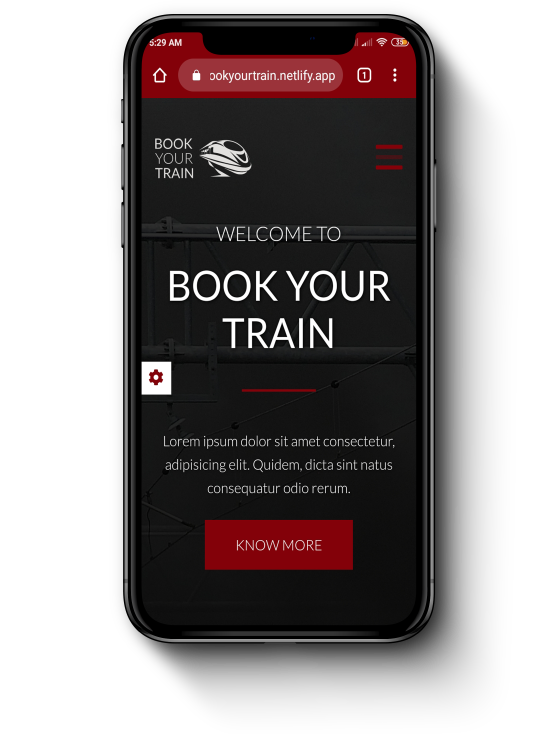 5:29 AM
35
ookyourtrain.netlify.app
1
BOOK
YOUR
TRAIN
WELCOME TO
BOOK YOUR
TRAIN
Lorem ipsum dolor sit amet consectetur,
adipisicing elit. Quidem, dicta sint natus
consequatur odio rerum.
KNOW MORE